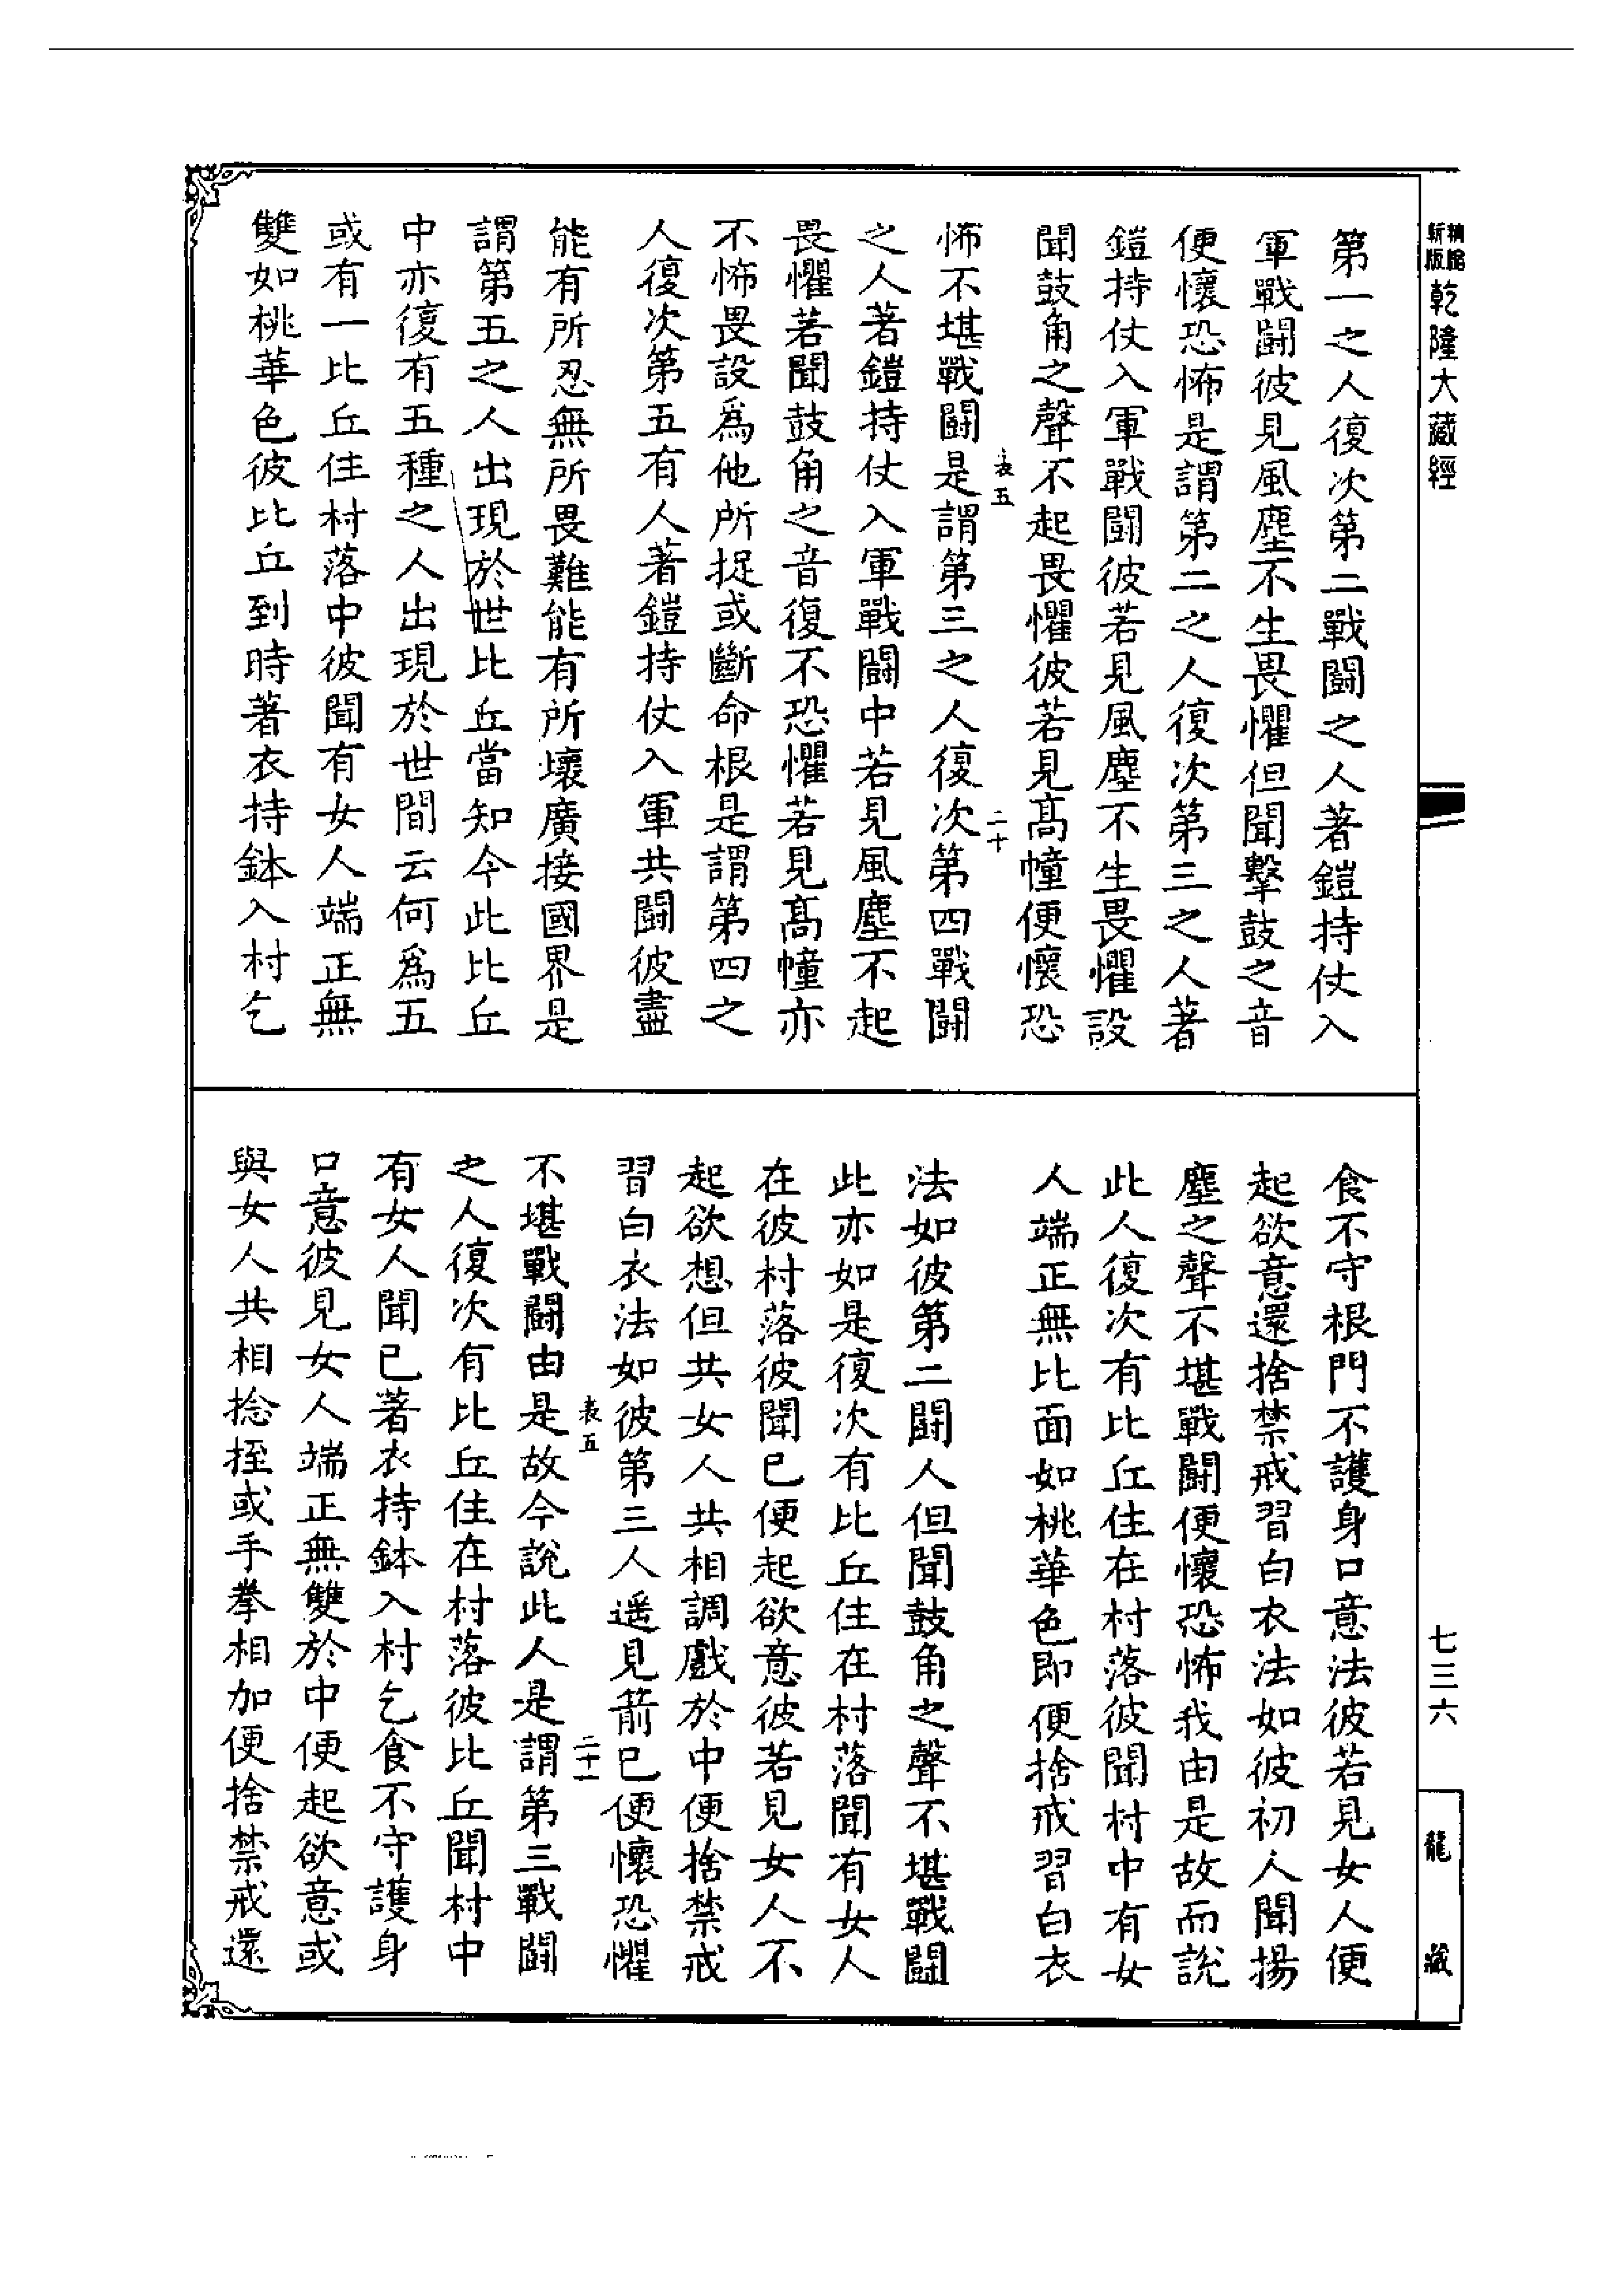 精縮新版乾隆大藏經
第一之人復次第二戰鬪之人著鎧持仗入
軍戰鬪彼見風塵不生畏懼但聞擊鼓之音
便懷恐怖是謂第二之人復次第三之人著
鎧持仗入軍戰鬪彼若見風塵不生畏懼設
聞鼓角之聲不起畏懼彼若見高幢便懷恐
表五 二十
怖不堪戰鬪是謂第三之人復次第四戰鬪
之人著鎧持仗入軍戰鬪中若見風塵不起
畏懼若聞鼓角之音復不恐懼若見高幢亦
不怖畏設爲他所捉或斷命根是謂第四之
人復次第五有人著鎧持仗入軍共鬪彼盡
能有所忍無所畏難能有所壞廣接國界是
謂第五之人出現於世比丘當知今此比丘
中亦復有五種之人出現於世間云何爲五
或有一比丘住村落中彼聞有女人端正無
雙如桃華色彼比丘到時著衣持鉢入村乞
七三六
龍藏
食不守根門不護身口意法彼若見女人便
起欲意還捨禁戒習白衣法如彼初人聞揚
塵之聲不堪戰鬪便懷恐怖我由是故而說
此人復次有比丘住在村落彼聞村中有女
人端正無比面如桃華色即便捨戒習白衣
法如彼第二鬪人但聞鼓角之聲不堪戰鬪
此亦如是復次有比丘住在村落聞有女人
在彼村落彼聞已便起欲意彼若見女人不
起欲想但共女人共相調戲於中便捨禁戒
習白衣法如彼第三人遥見箭已便懷恐懼
表五 二十一
不堪戰鬪由是故今說此人是謂第三戰鬪
之人復次有比丘住在村落彼比丘聞村中
有女人聞已著衣持鉢入村乞食不守護身
口意彼見女人端正無雙於中便起欲意或
與女人共相捻挃或手拳相加便捨禁戒還